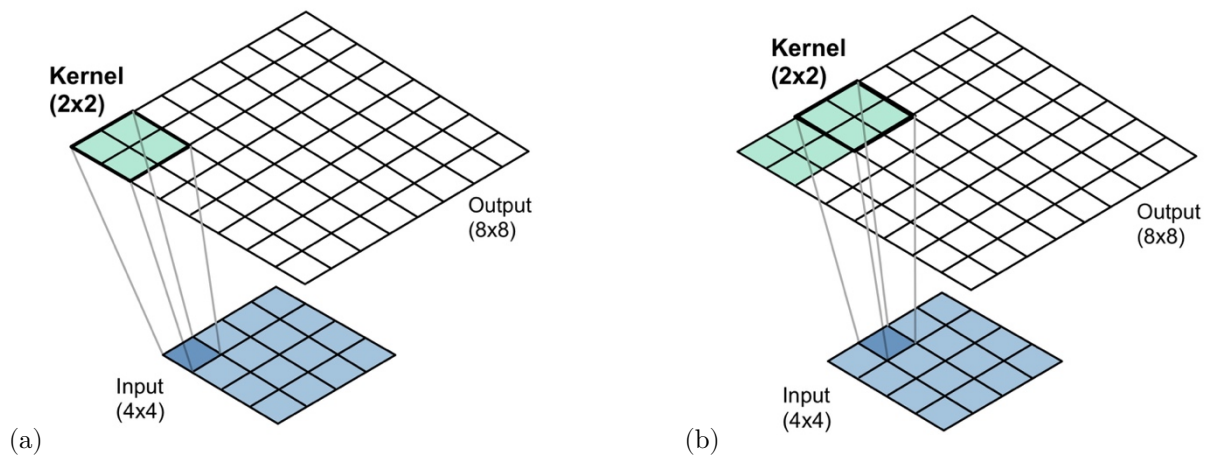 Kernel
(2x2)
Output
(8x8)
Input
(4x4)
(a)
Kernel
(2x2)
Output
(8x8)
Input
(4x4)
(b)